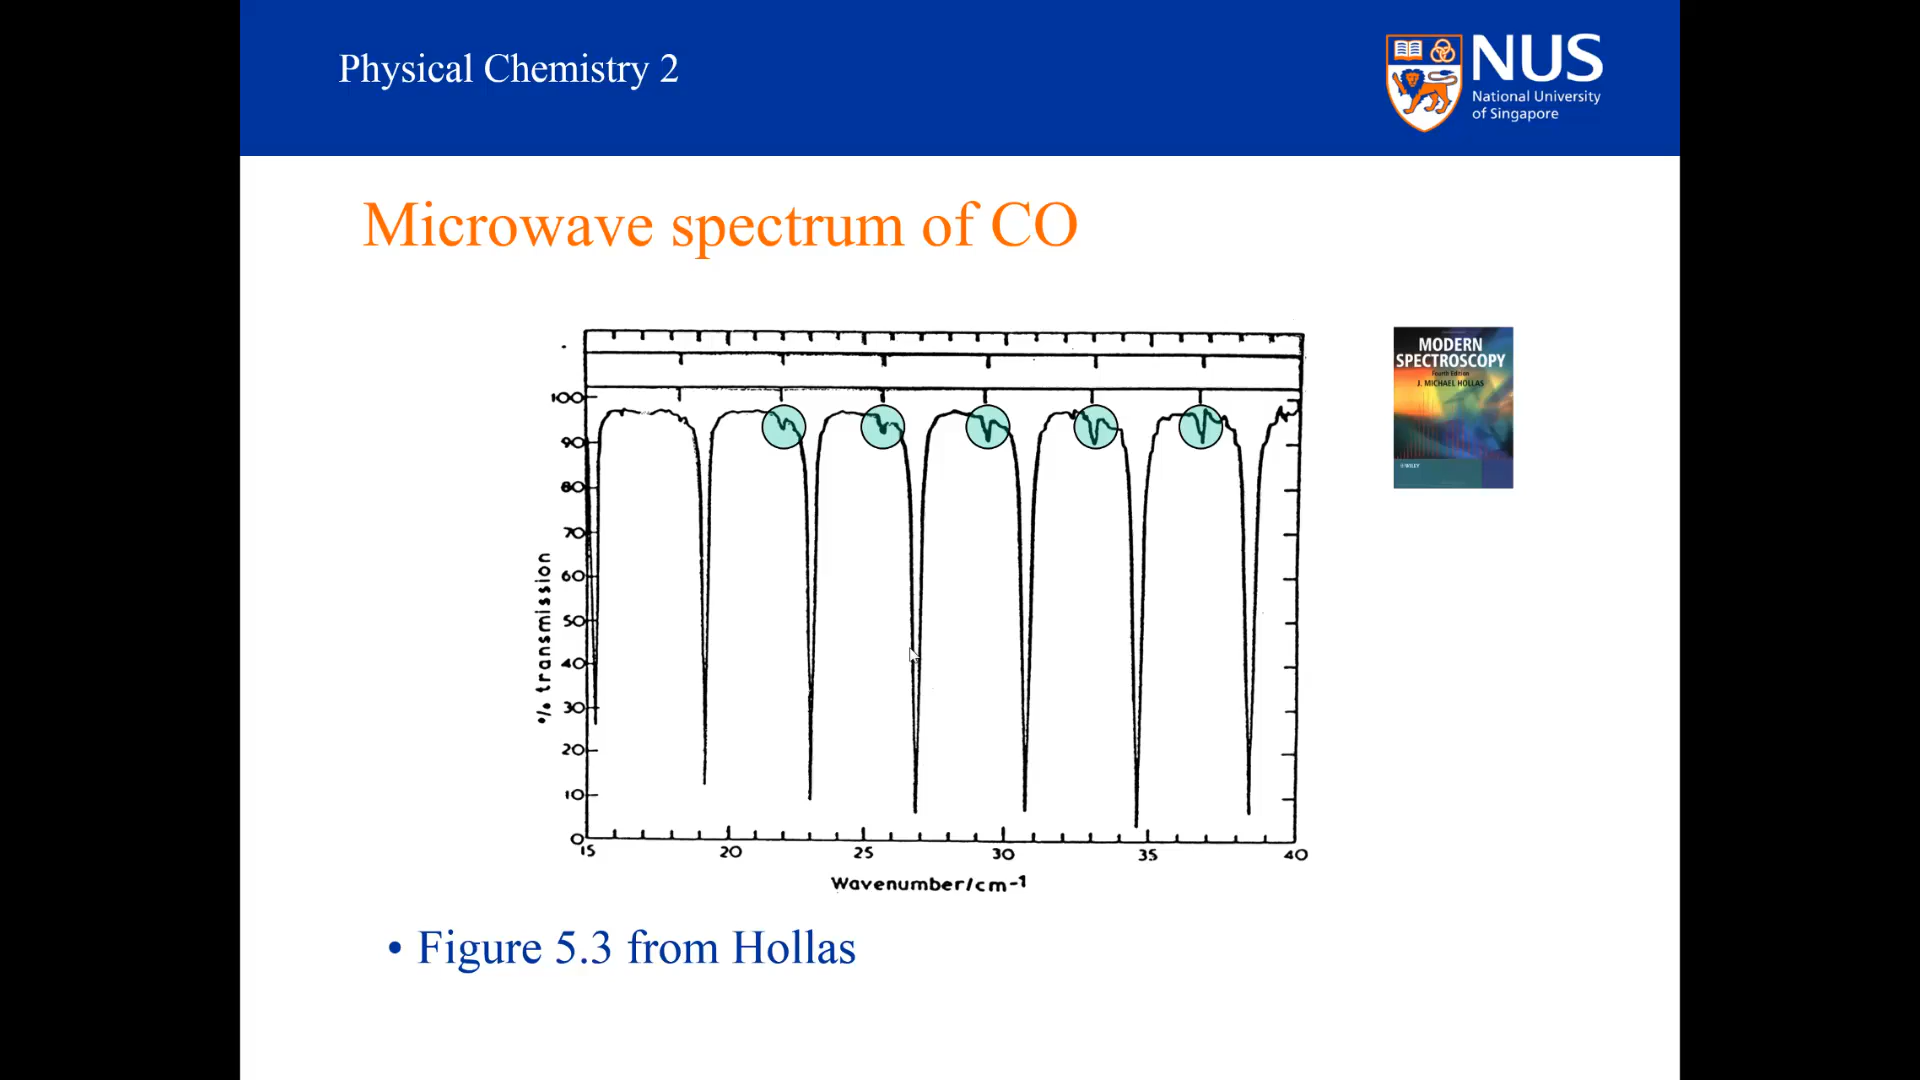 Physical Chemistry 2
NUS
National University
of Singapore
Microwave spectrum of CO
MODERN
SPECTROSCOPY
Fourth Edition
J. MICHAEL HOLLAS
WILEY
100
90
80
70
60
50
40
30
20
10
0
% transmission
15 20 25 30 35 40
Wavenumber/cm-1
• Figure 5.3 from Hollas